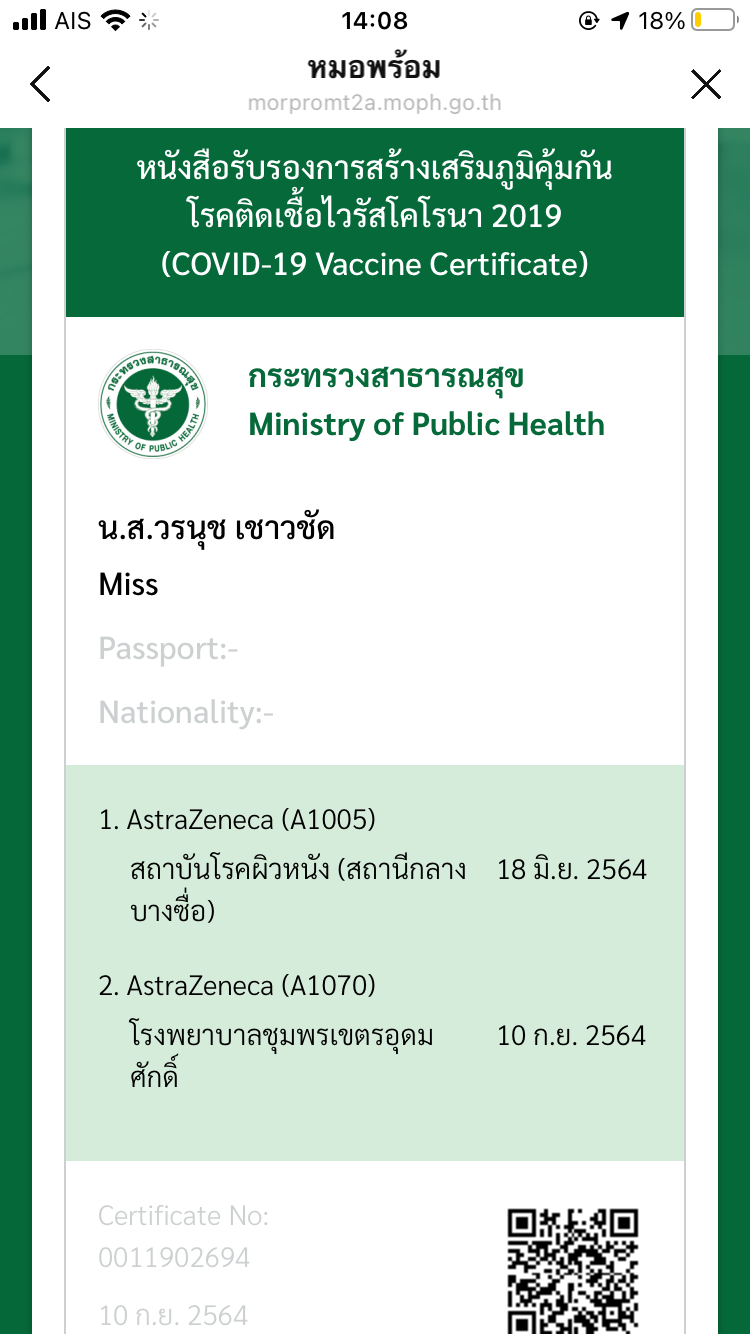 AIS 14:08 18%
หมอพร้อม
morpromt2a.moph.go.th
หนังสือรับรองการสร้างเสริมภูมิคุ้มกัน
โรคติดเชื้อไวรัสโคโรนา 2019
(COVID-19 Vaccine Certificate)
กระทรวงสาธารณสุข
MINISTRY OF PUBLIC HEALTH
กระทรวงสาธารณสุข
Ministry of Public Health
น.ส.วรนุช เชาวชัด
Miss
Passport:-
Nationality:-
1. AstraZeneca (A1005)
สถาบันโรคผิวหนัง (สถานีกลาง 18 มิ.ย. 2564
บางซื่อ)
2. AstraZeneca (A1070)
โรงพยาบาลชุมพรเขตรอุดม 10 ก.ย. 2564
ศักดิ์
Certificate No:
0011902694
10 ก.ย. 2564